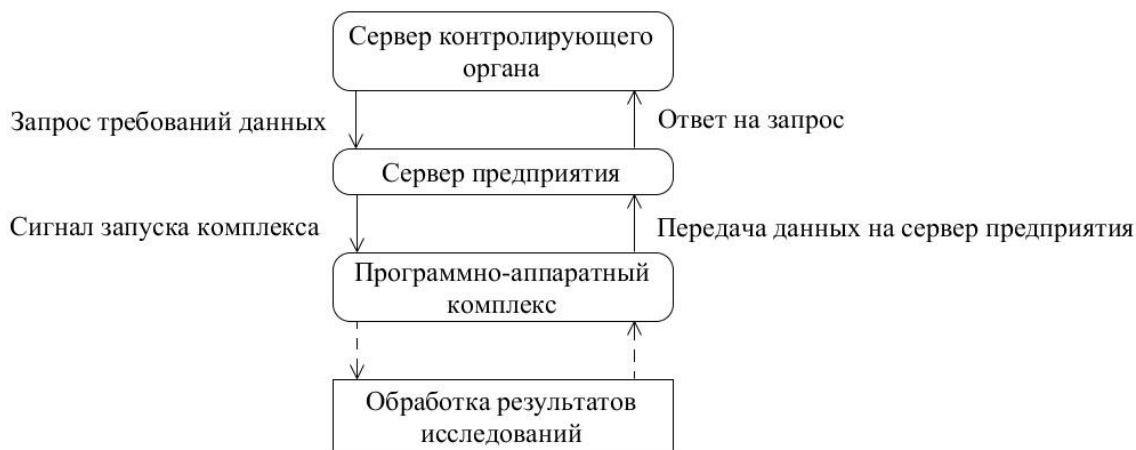 Сервер контролирующего
органа
Запрос требований данных
Ответ на запрос
Сервер предприятия
Сигнал запуска комплекса
Передача данных на сервер предприятия
Программно-аппаратный
комплекс
Обработка результатов
исследований